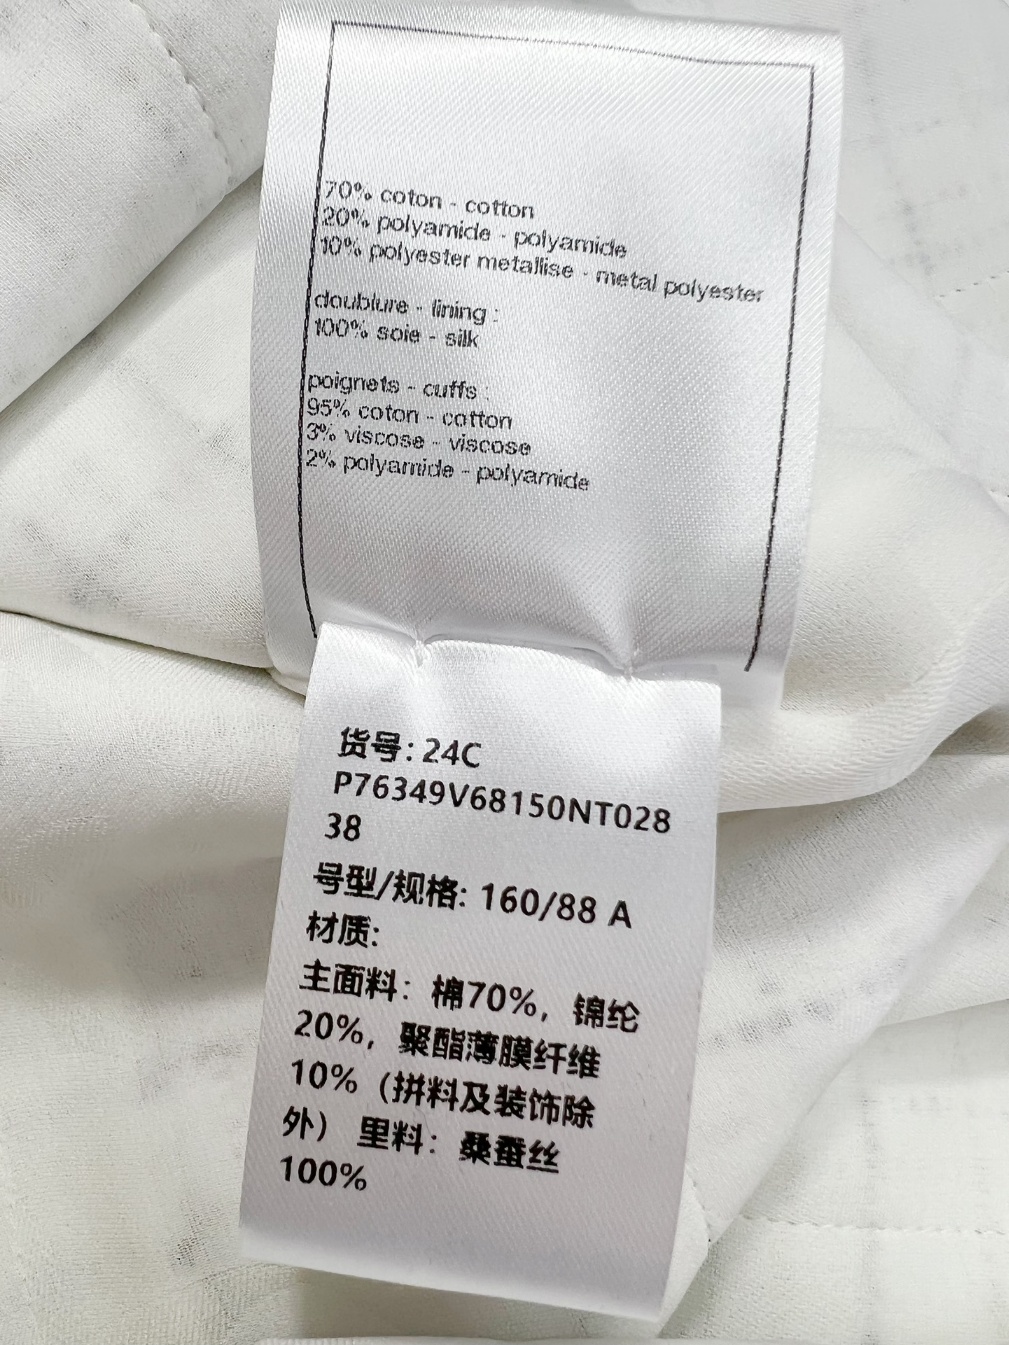 70% coton - cotton
20% polyamide - polyamide
10% polyester metallise - metal polyester
doublure - lining :
100% soie - silk
poignets - cuffs :
95% coton - cotton
3% viscose - viscose
2% polyamide - polyamide
货号: 24C
P76349V68150NT028
38
号型/规格: 160/88 A
材质:
主面料: 棉70%, 锦纶
20%, 聚酯薄膜纤维
10% (拼料及装饰除
外) 里料: 桑蚕丝
100%